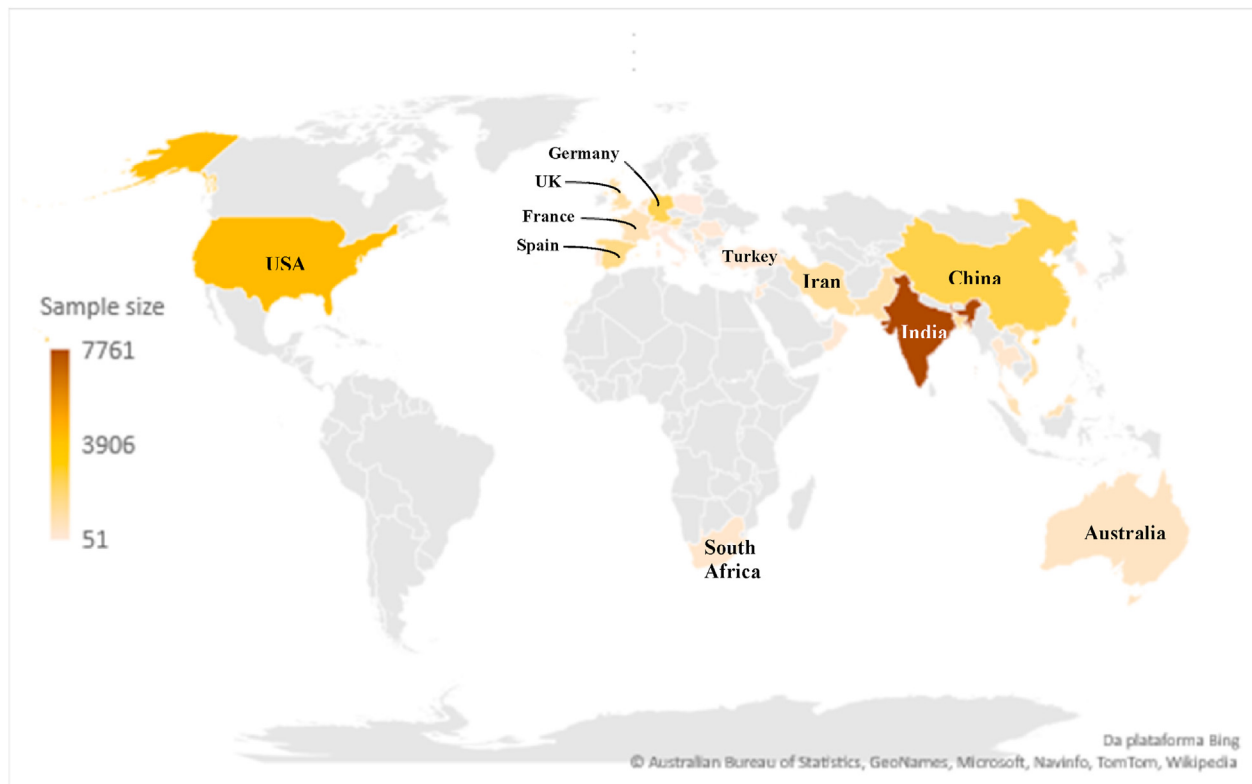 Germany
UK
France
Spain
Turkey
USA
Iran
China
India
Sample size
7761
3906
51
South
Africa
Australia
Da plataforma Bing
© Australian Bureau of Statistics, GeoNames, Microsoft, Navinfo, TomTom, Wikipedia